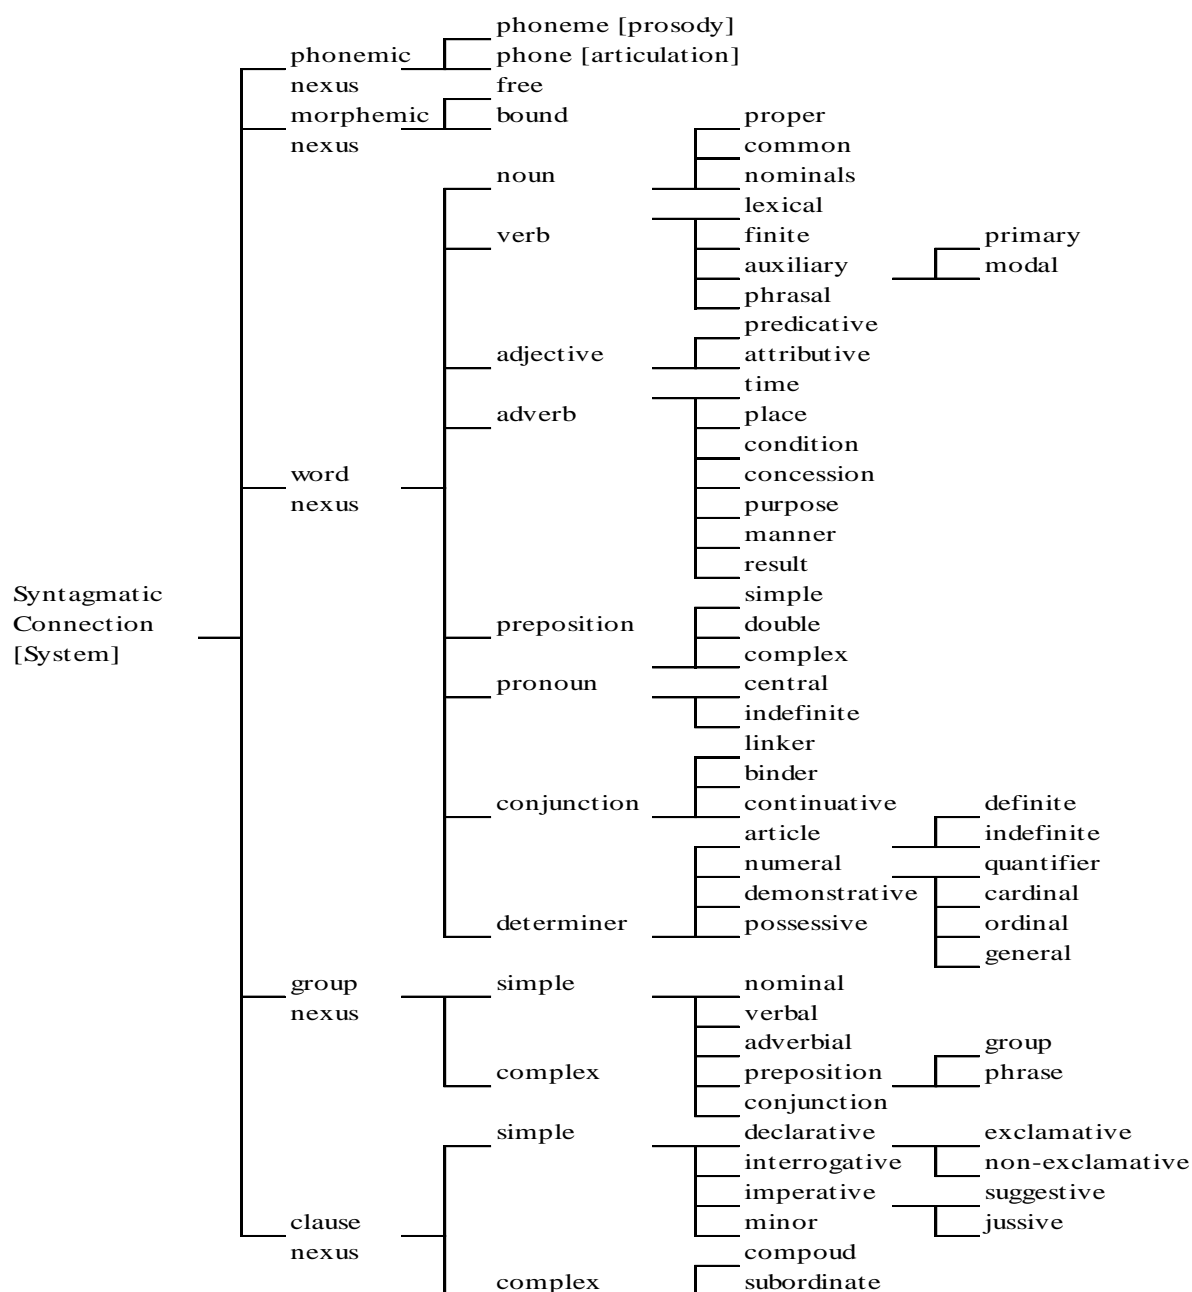 phoneme [prosody]
phonemic phone [articulation]
nexus free
morphemic bound proper
nexus common
noun nominals
lexical
verb finite primary
auxiliary modal
phrasal
predicative
adjective attributive
time
adverb place
condition
word concession
nexus purpose
manner
result
Syntagmatic simple
Connection preposition double
[System] complex
pronoun central
indefinite
linker
binder
conjunction continuative definite
article indefinite
numeral quantifier
demonstrative cardinal
determiner possessive ordinal
general
group simple nominal
nexus verbal
adverbial group
complex preposition phrase
conjunction
simple declarative exclamative
interrogative non-exclamative
imperative suggestive
clause minor jussive
nexus compoud
complex subordinate